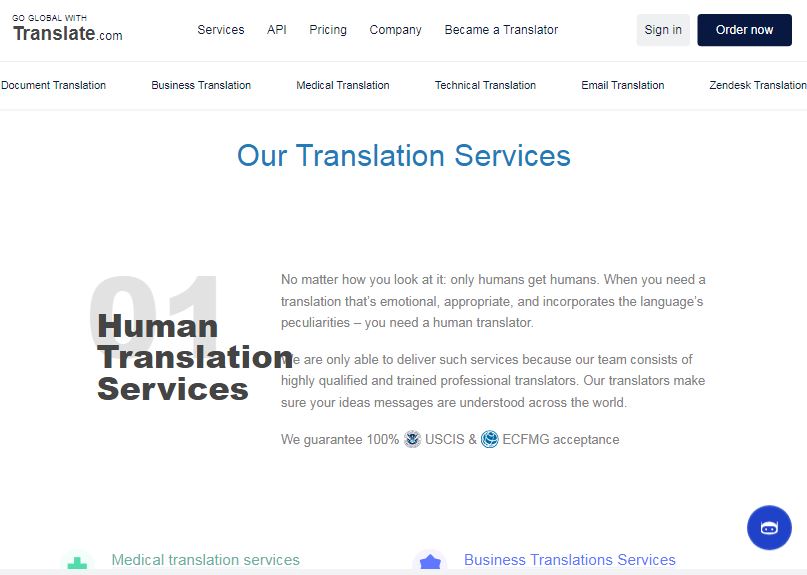 GO GLOBAL WITH
Translate.com
Services API Pricing Company Became a Translator Sign in Order now
Document Translation Business Translation Medical Translation Technical Translation Email Translation Zendesk Translation
Our Translation Services
01
Human
Translation
Services
No matter how you look at it: only humans get humans. When you need a
translation that's emotional, appropriate, and incorporates the language's
peculiarities – you need a human translator.
We are only able to deliver such services because our team consists of
highly qualified and trained professional translators. Our translators make
sure your ideas messages are understood across the world.
We guarantee 100% USCIS & ECFMG acceptance
Medical translation services Business Translations Services